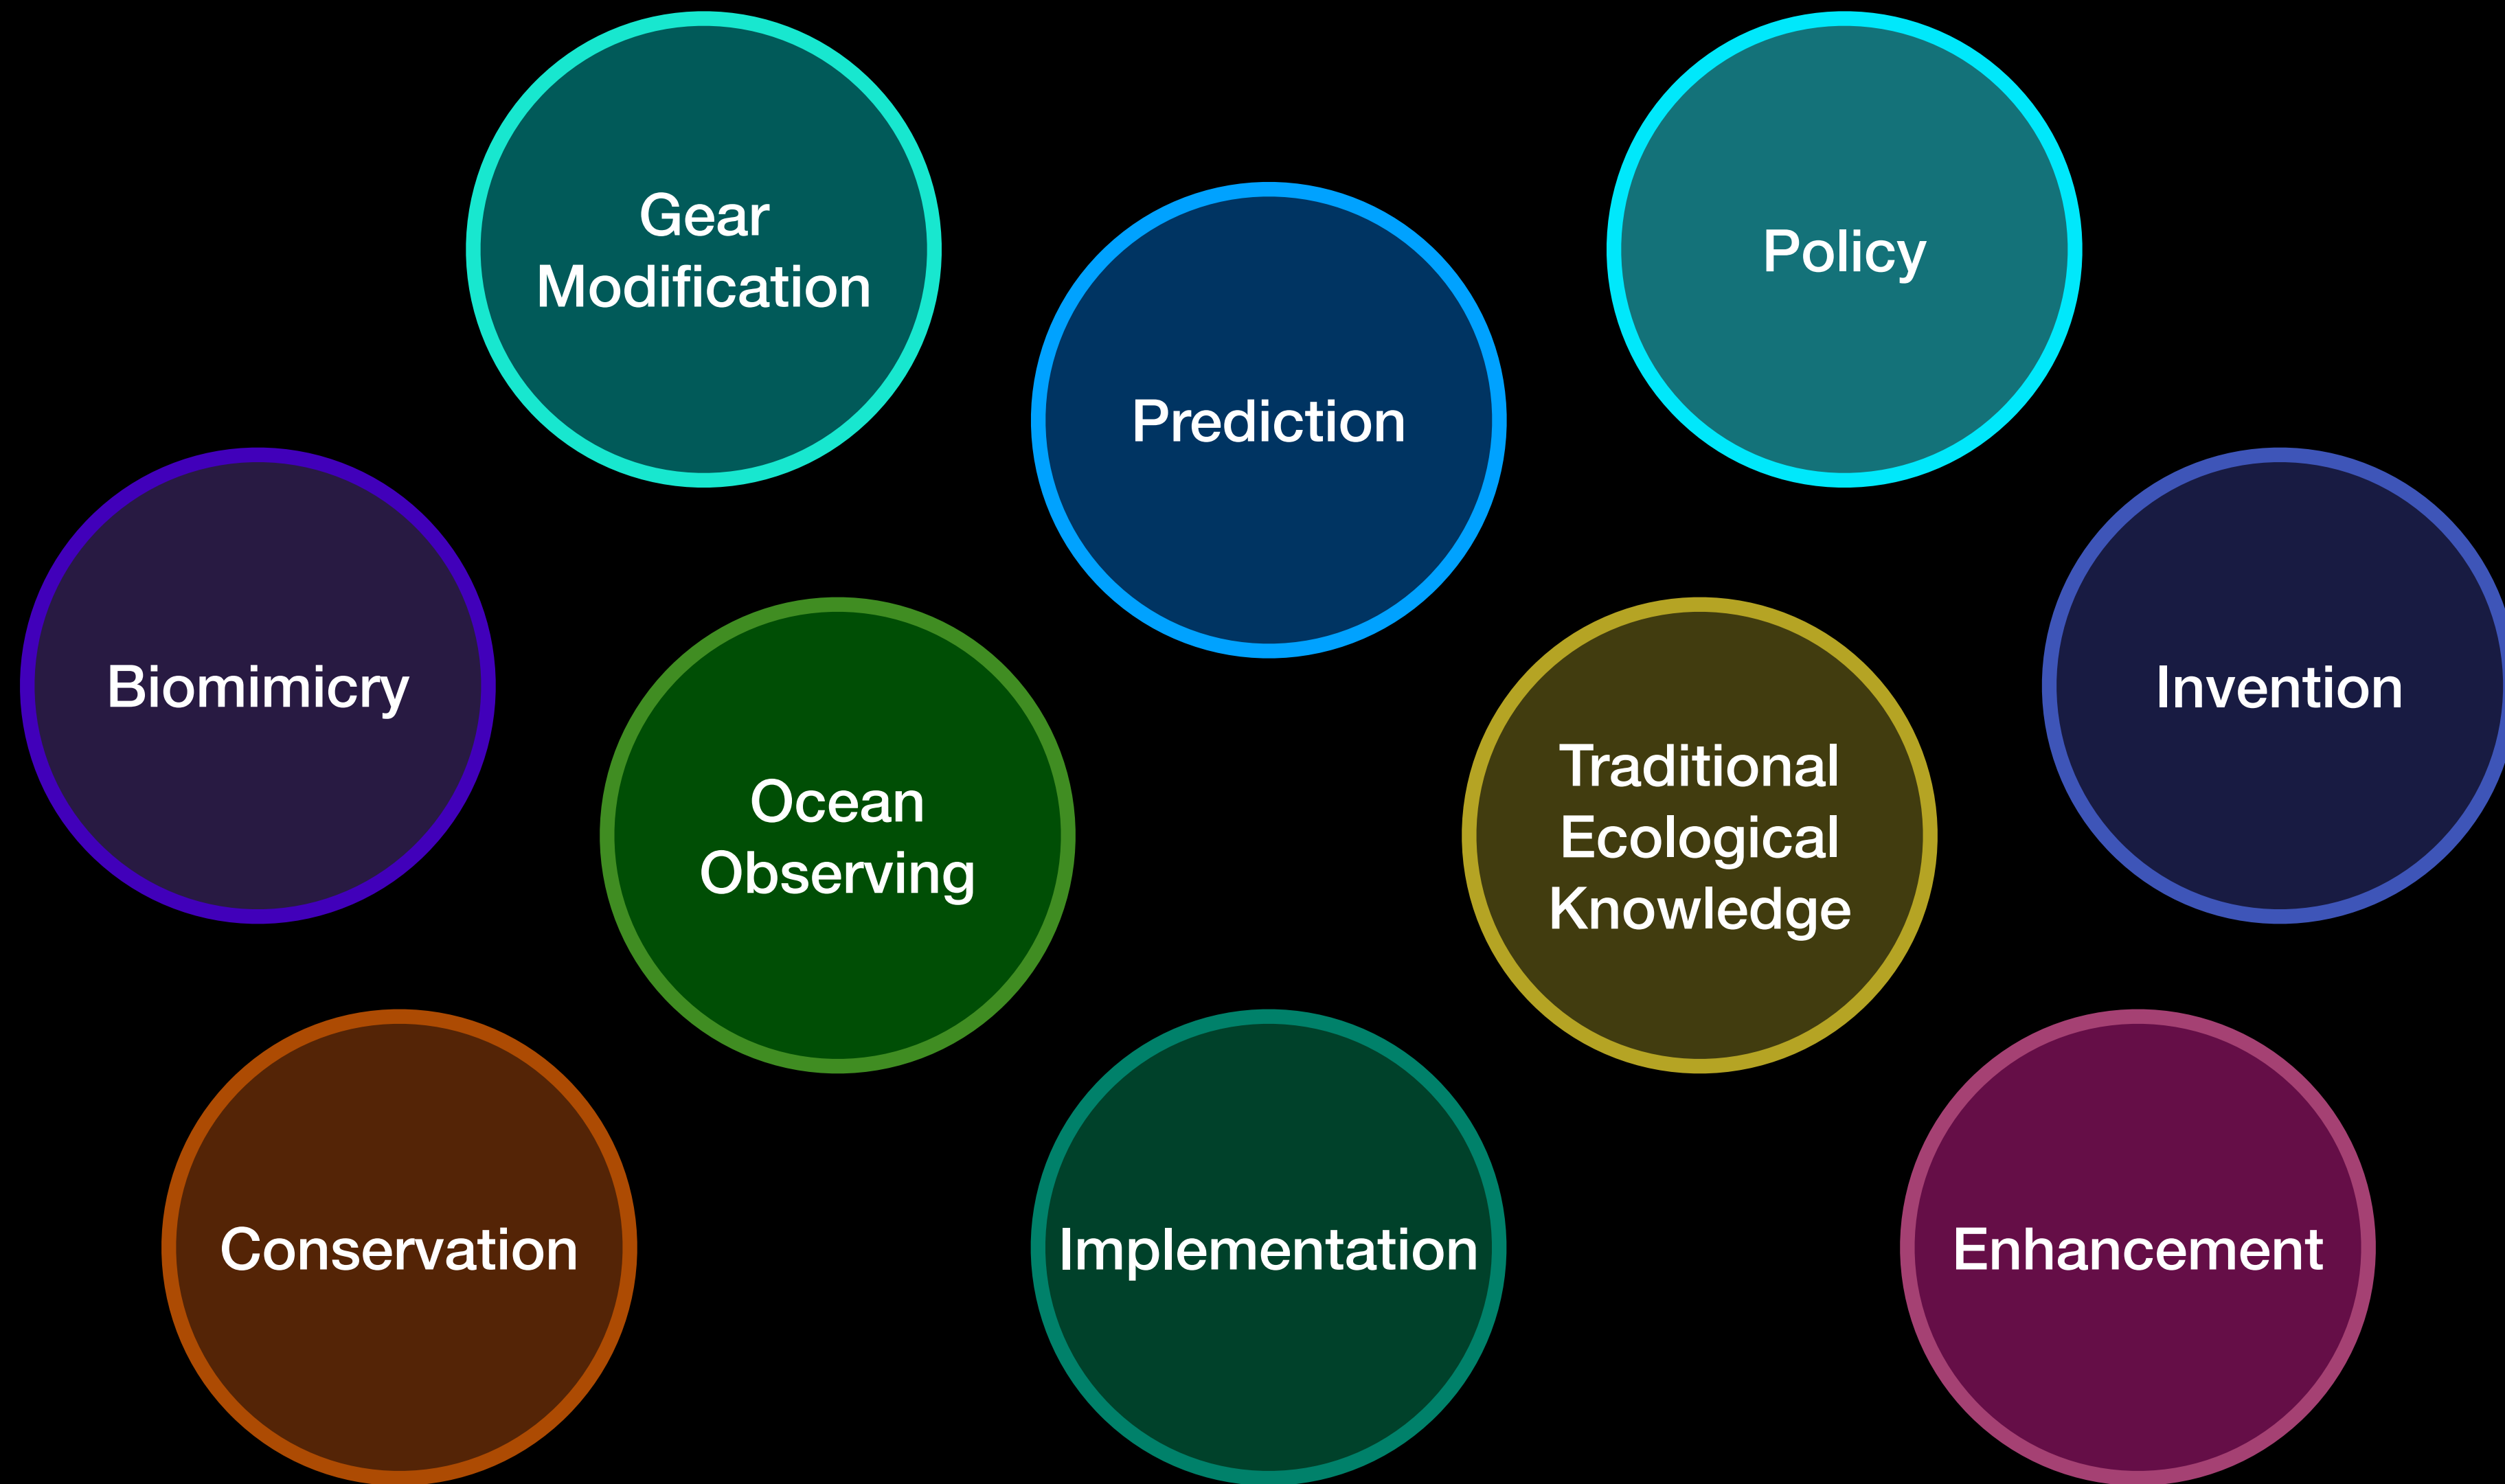 Gear
Modification
Policy
Prediction
Biomimicry
Invention
Ocean
Observing
Traditional
Ecological
Knowledge
Conservation
Implementation
Enhancement